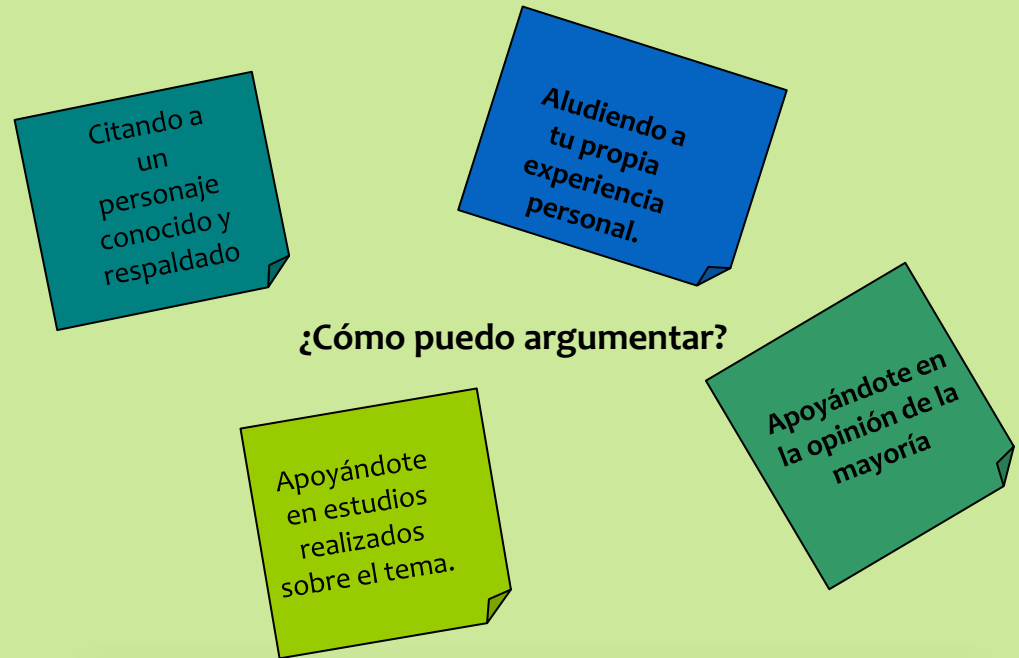 Citando a
un
personaje
conocido y
respaldado
Aludiendo a
tu propia
experiencia
personal.
¿Cómo puedo argumentar?
Apoyándote en
la opinión de la
mayoría
Apoyándote
en estudios
realizados
sobre el tema.